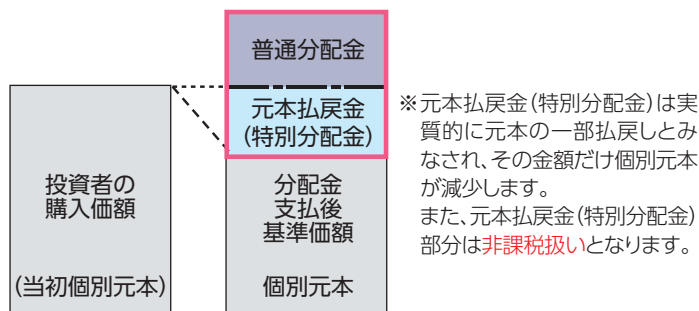 普通分配金
元本払戻金
(特別分配金)
投資者の
購入価額
(当初個別元本)
分配金
支払後
基準価額
個別元本
※元本払戻金(特別分配金)は実
質的に元本の一部払戻しとみ
なされ、その金額だけ個別元本
が減少します。
また、元本払戻金(特別分配金)
部分は非課税扱いとなります。